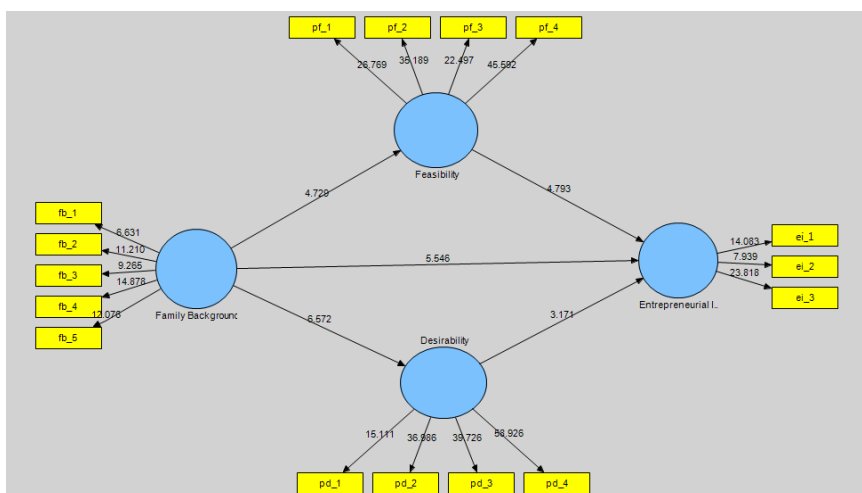 pf_1
pf_2
pf_3
pf_4
26.769
35.189
22.497
45.592
Feasibility
4.729
4.793
fb_1
fb_2
fb_3
fb_4
fb_5
6.631
11.210
9.265
14.878
12.076
Family Background
5.546
14.083
7.939
23.818
ei_1
ei_2
ei_3
Entrepreneurial I..
6.572
3.171
Desirability
15.111
36.986
39.726
58.926
pd_1
pd_2
pd_3
pd_4